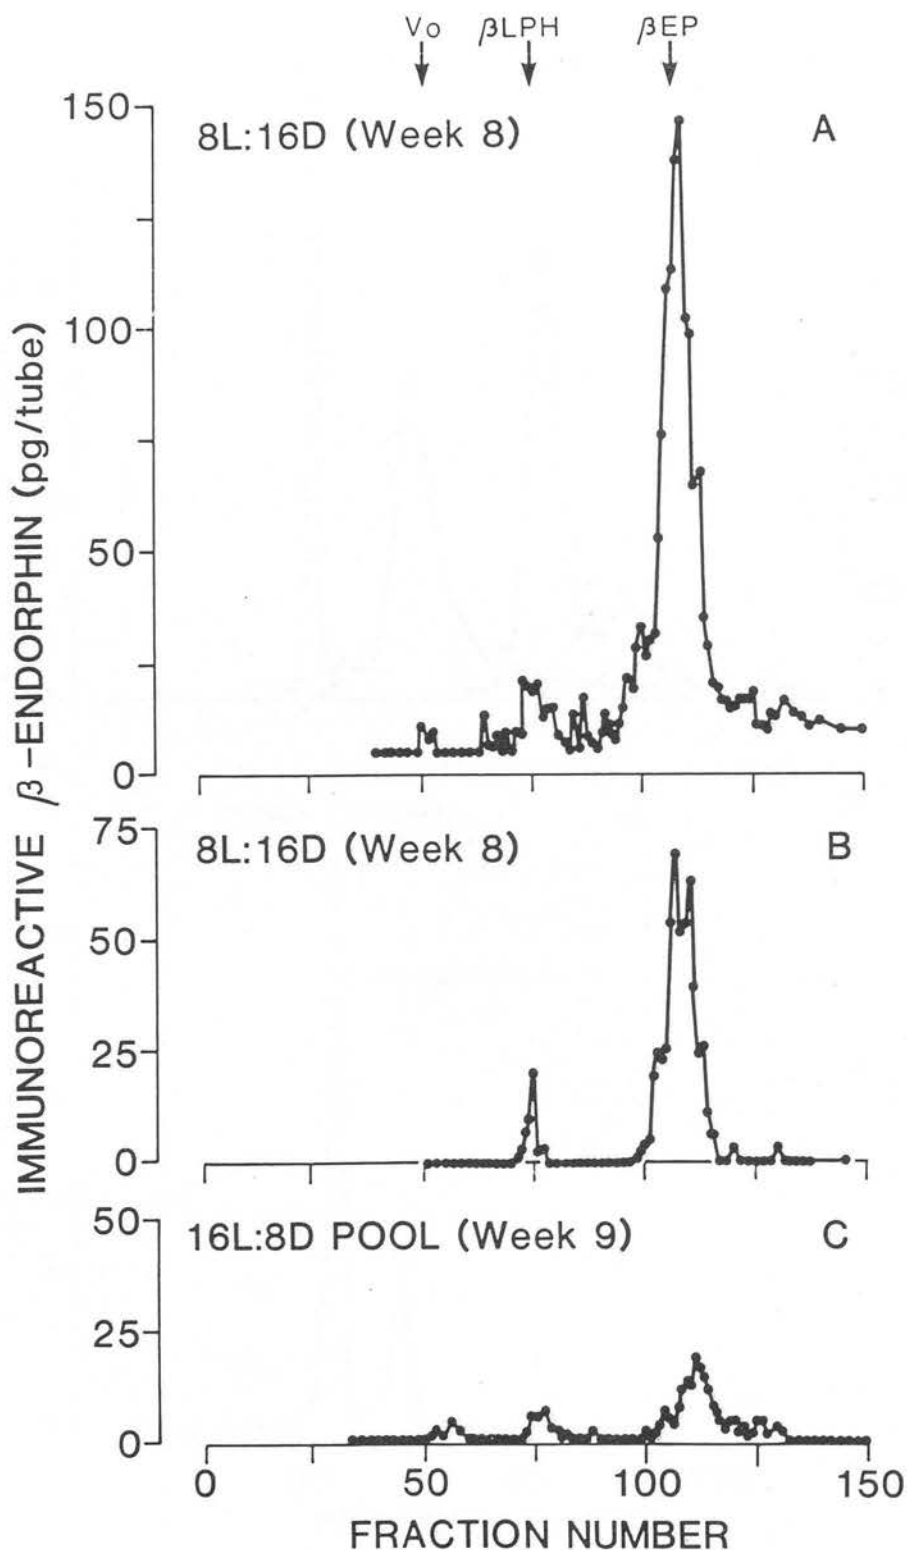 Vo βLPH βEP
150
8L:16D (Week 8) A
100
50
0
IMMUNOREACTIVE β-ENDORPHIN (pg/tube)
75
8L:16D (Week 8) B
50
25
0
50
16L:8D POOL (Week 9) C
25
0
0 50 100 150
FRACTION NUMBER